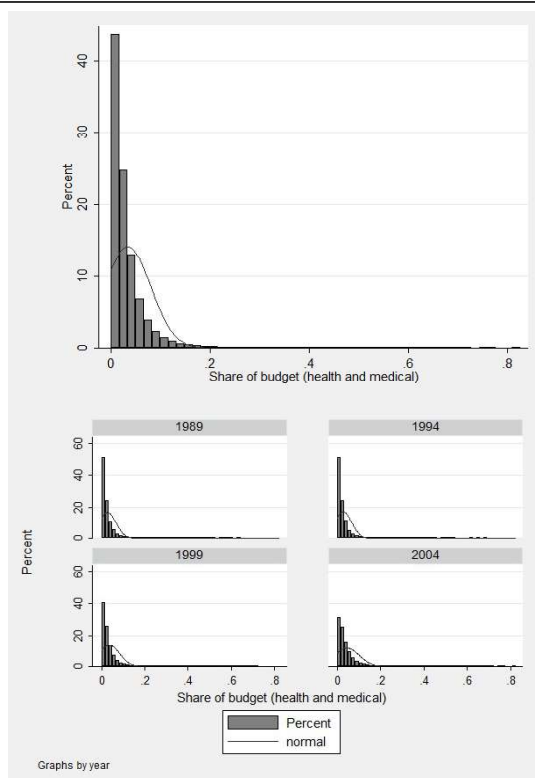 Percent
40
30
20
10
0
0 .2 .4 .6 .8
Share of budget (health and medical)
1989 1994
60
40
20
0
Percent
1999 2004
60
40
20
0
0 .2 .4 .6 .8 0 .2 .4 .6 .8
Share of budget (health and medical)
Percent
normal
Graphs by year